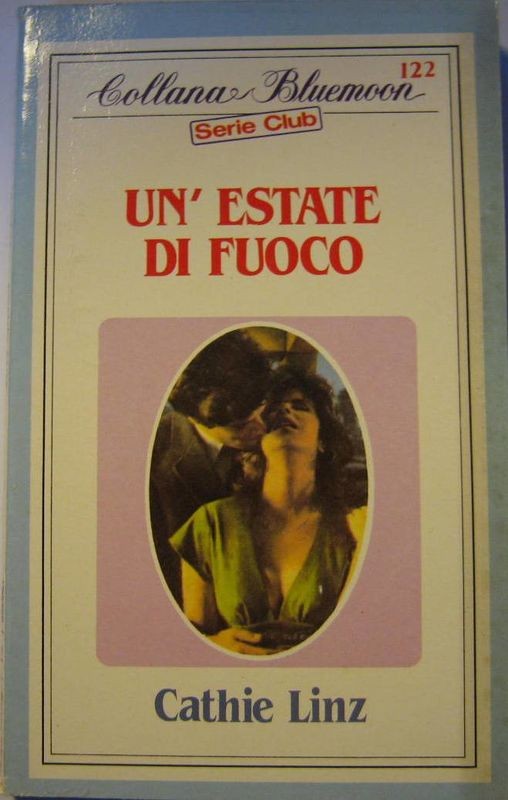 122
Collana Bluemoon
Serie Club
UN' ESTATE
DI FUOCO
Cathie Linz